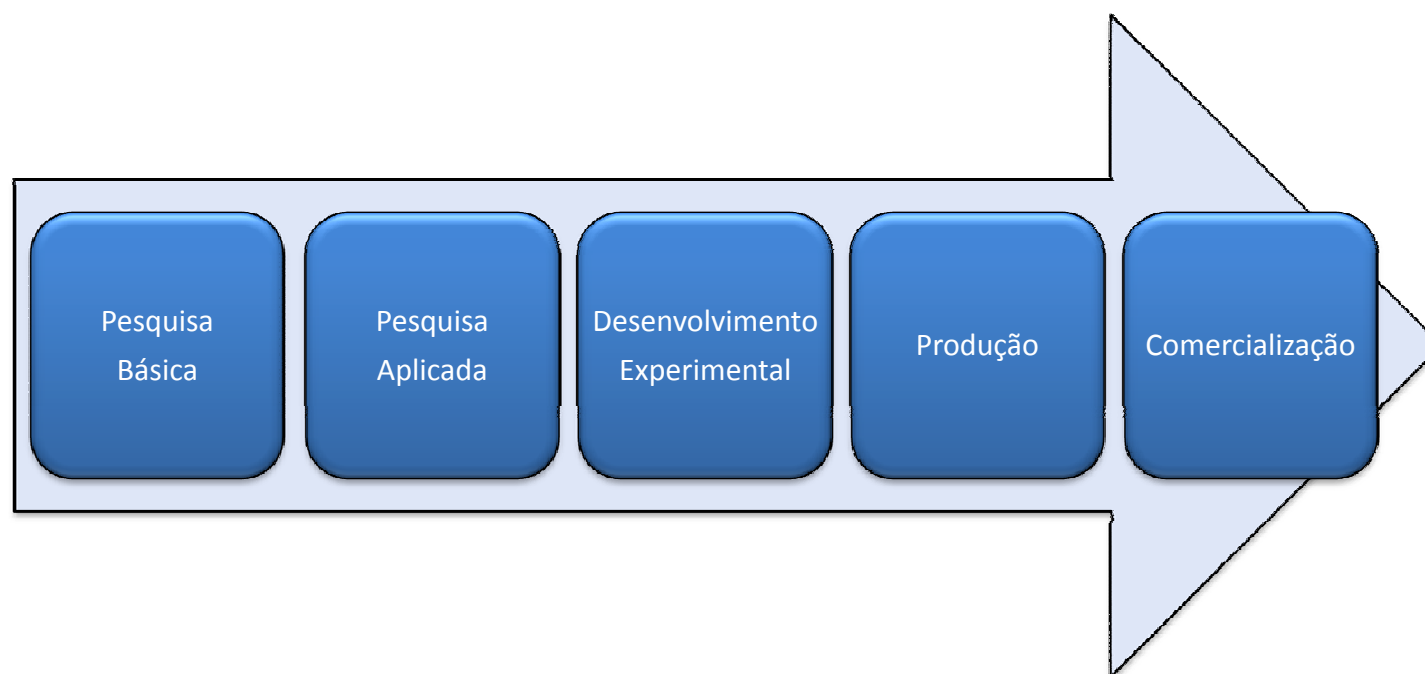 Pesquisa
Básica
Pesquisa
Aplicada
Desenvolvimento
Experimental
Produção
Comercialização